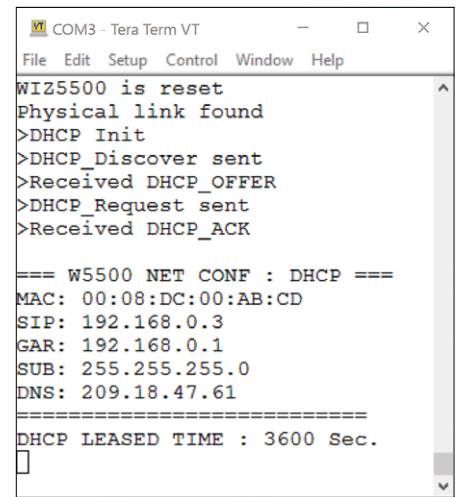 COM3 - Tera Term VT
File Edit Setup Control Window Help
WIZ5500 is reset
Physical link found
>DHCP Init
>DHCP_Discover sent
>Received DHCP_OFFER
>DHCP_Request sent
>Received DHCP_ACK
=== W5500 NET CONF : DHCP ===
MAC: 00:08:DC:00:AB:CD
SIP: 192.168.0.3
GAR: 192.168.0.1
SUB: 255.255.255.0
DNS: 209.18.47.61
===========================
DHCP LEASED TIME : 3600 Sec.